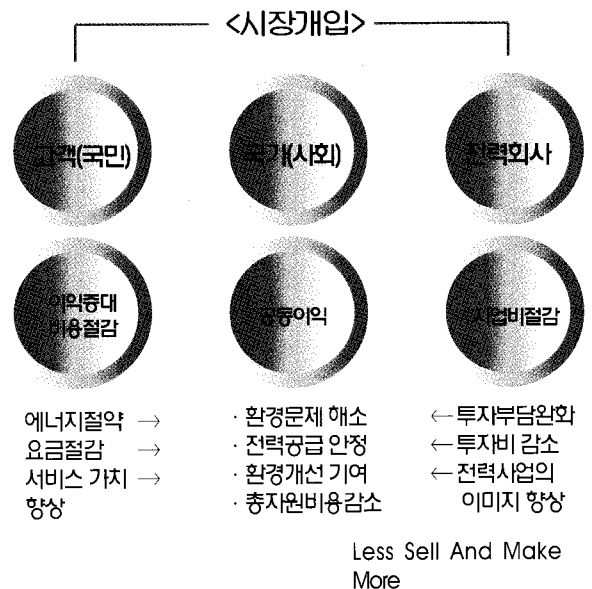 <시장개입>
고객(국민)
국가(사회)
전력회사
이익증대
비용절감
공동이익
사업비절감
에너지절약 →
요금절감 →
서비스 가치 →
향상
· 환경문제 해소
· 전력공급 안정
· 환경개선 기여
· 총자원비용감소
←투자부담완화
←투자비 감소
←전력사업의
이미지 향상
Less Sell And Make
More